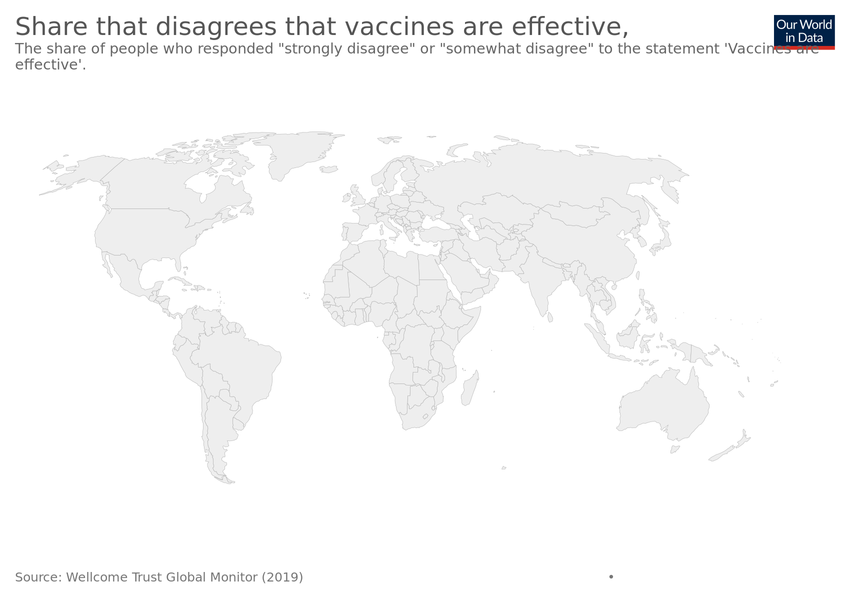 Share that disagrees that vaccines are effective,
Our World
in Data
The share of people who responded "strongly disagree" or "somewhat disagree" to the statement 'Vaccines are
effective'.
Source: Wellcome Trust Global Monitor (2019)
•